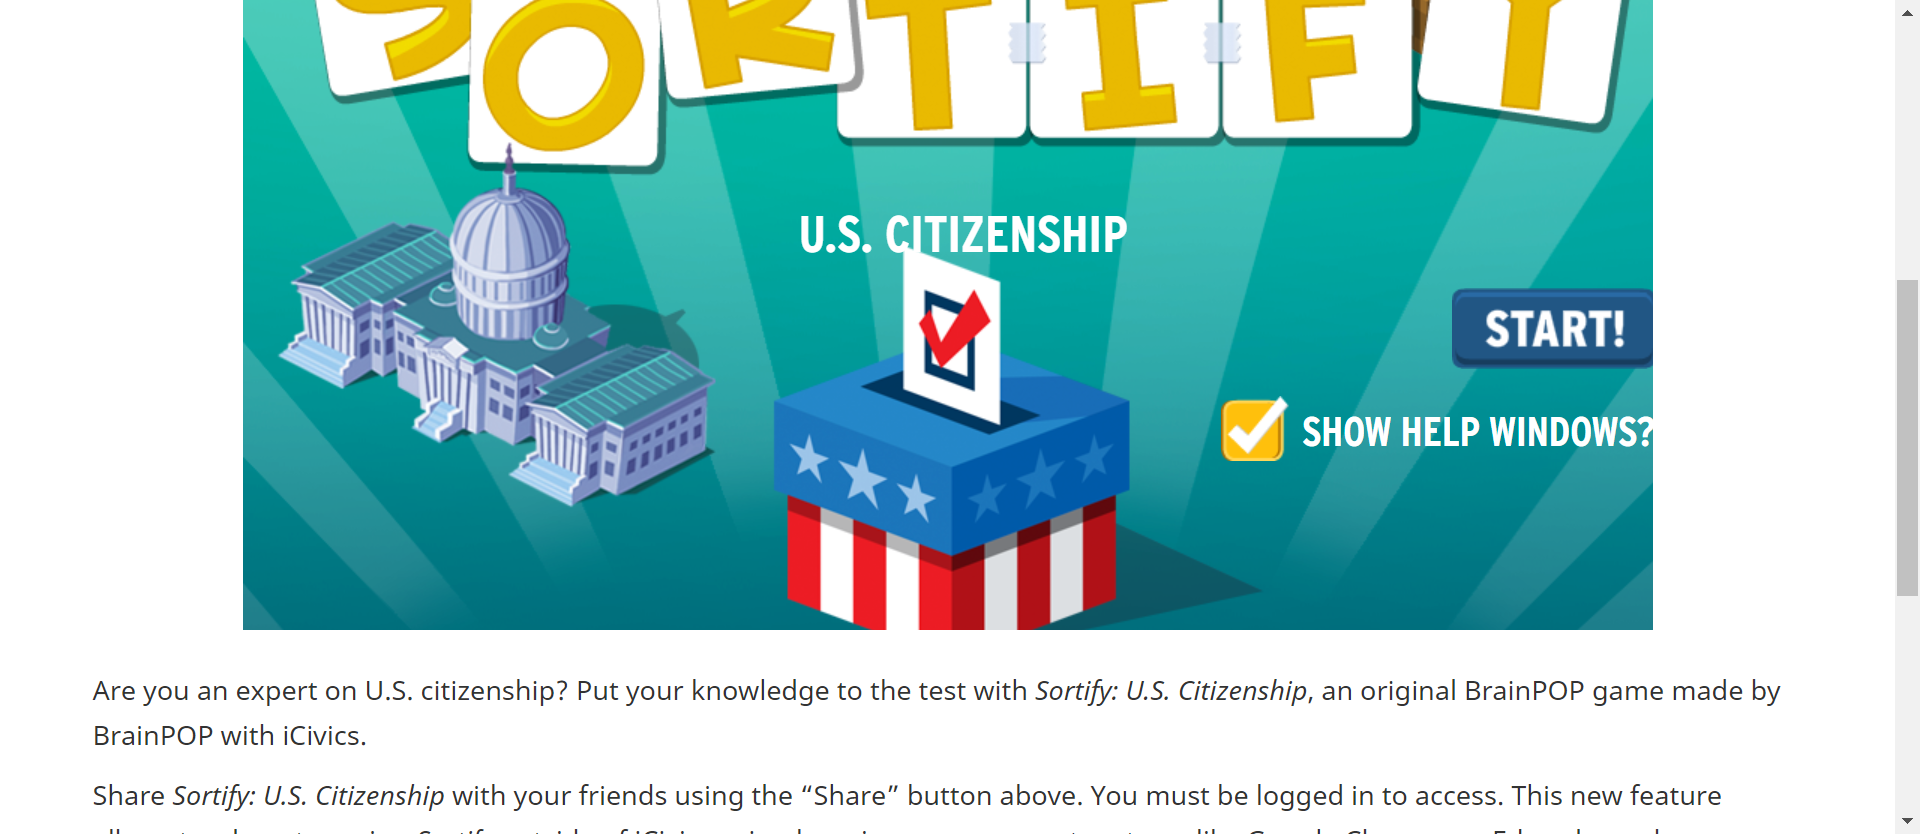 SORTIFY
U.S. CITIZENSHIP
START!
SHOW HELP WINDOWS?
Are you an expert on U.S. citizenship? Put your knowledge to the test with Sortify: U.S. Citizenship, an original BrainPOP game made by
BrainPOP with iCivics.
Share Sortify: U.S. Citizenship with your friends using the “Share” button above. You must be logged in to access. This new feature